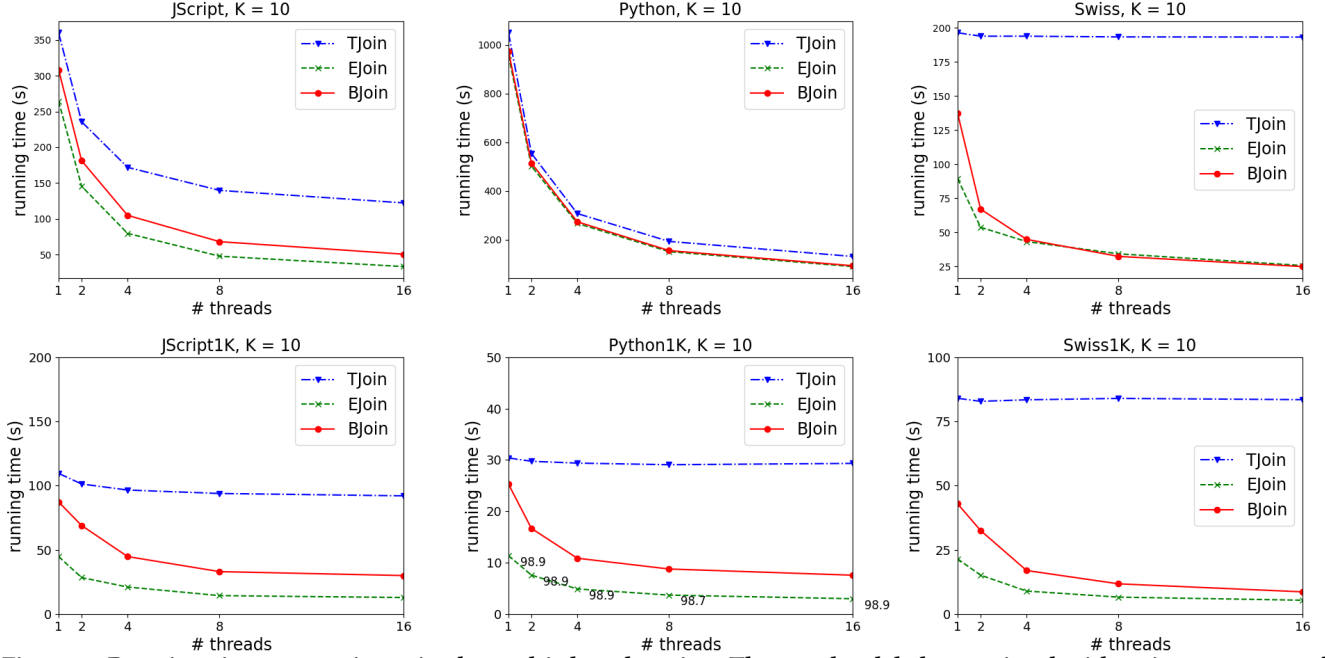 JScript, K = 10
running time (s)
350
300
250
200
150
100
50
1 2 4 8 16
# threads
TJoin
EJoin
BJoin
Python, K = 10
running time (s)
1000
800
600
400
200
1 2 4 8 16
# threads
TJoin
EJoin
BJoin
Swiss, K = 10
running time (s)
200
175
150
125
100
75
50
25
1 2 4 8 16
# threads
TJoin
EJoin
BJoin
JScript1K, K = 10
running time (s)
200
150
100
50
0
1 2 4 8 16
# threads
TJoin
EJoin
BJoin
Python1K, K = 10
running time (s)
50
40
30
20
10
0
98.9
98.9
98.9
98.7
98.9
1 2 4 8 16
# threads
TJoin
EJoin
BJoin
Swiss1K, K = 10
running time (s)
100
75
50
25
0
1 2 4 8 16
# threads
TJoin
EJoin
BJoin